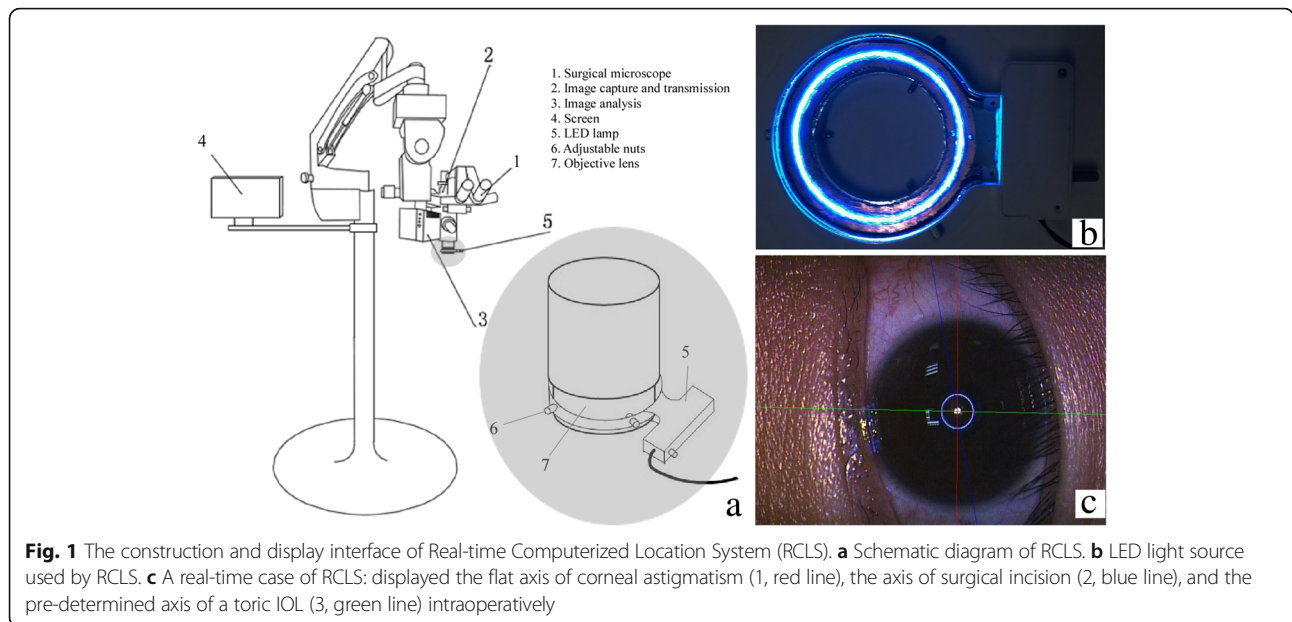 1. Surgical microscope
2. Image capture and transmission
3. Image analysis
4. Screen
5. LED lamp
6. Adjustable nuts
7. Objective lens
2
1
4
5
3
5
6
7
a
b
c
Fig. 1 The construction and display interface of Real-time Computerized Location System (RCLS). a Schematic diagram of RCLS. b LED light source
used by RCLS. c A real-time case of RCLS: displayed the flat axis of corneal astigmatism (1, red line), the axis of surgical incision (2, blue line), and the
pre-determined axis of a toric IOL (3, green line) intraoperatively